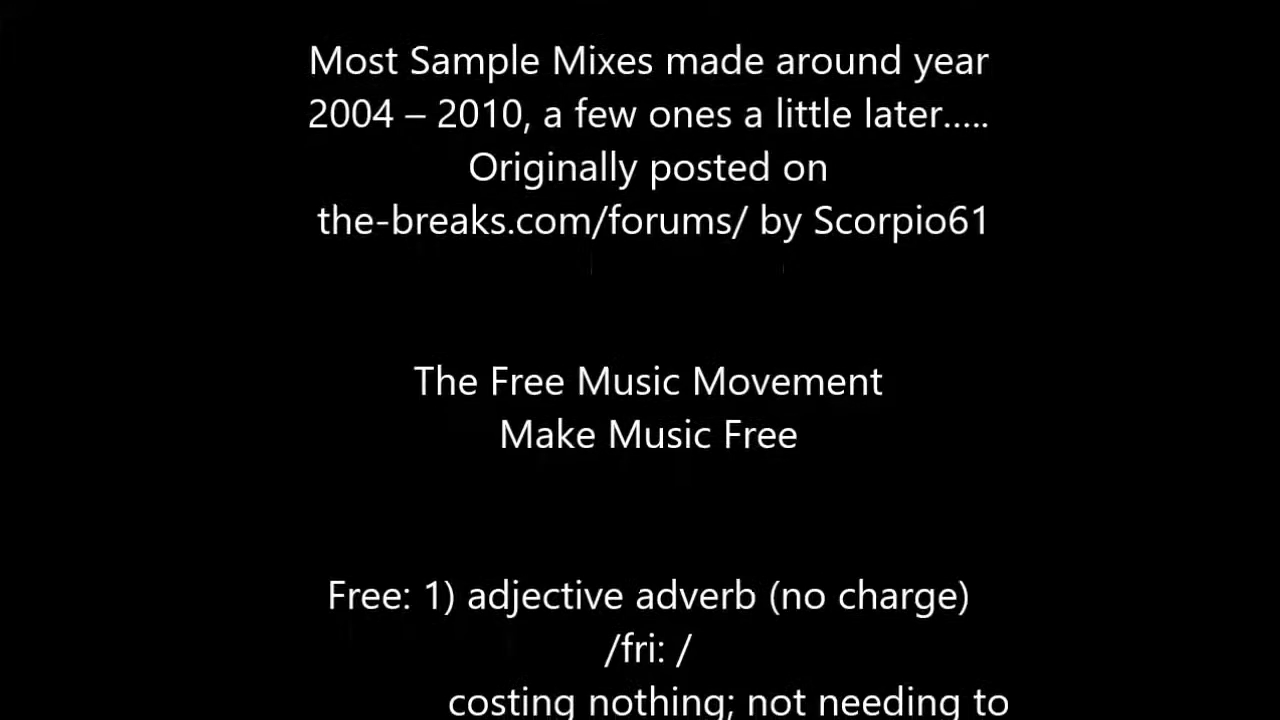 Most Sample Mixes made around year
2004 – 2010, a few ones a little later.....
Originally posted on
the-breaks.com/forums/ by Scorpio61
The Free Music Movement
Make Music Free
Free: 1) adjective adverb (no charge)
/fri: /
costing nothing; not needing to